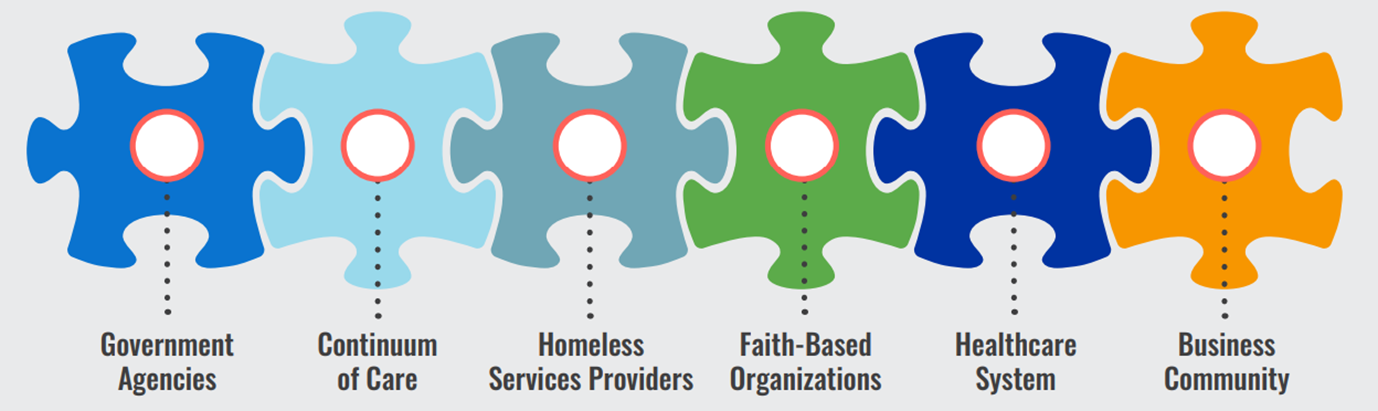 Government
Agencies
Continuum
of Care
Homeless
Services Providers
Faith-Based
Organizations
Healthcare
System
Business
Community